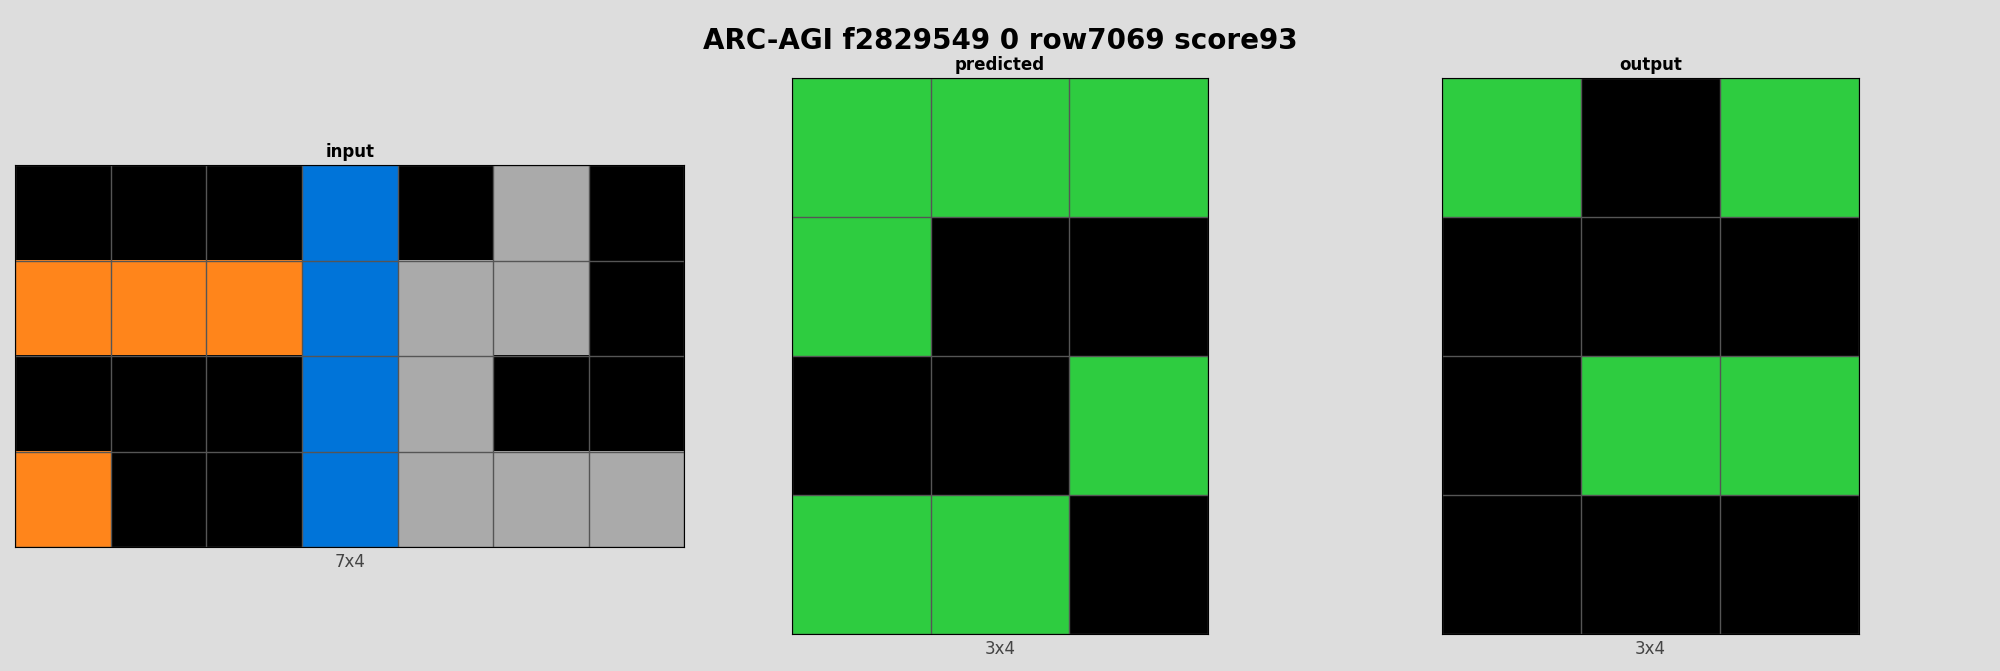 ARC-AGI f2829549 0 row7069 score93
input
predicted
output
7x4
3x4
3x4